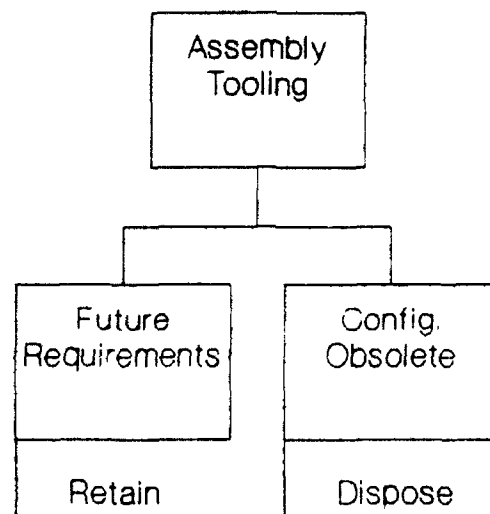 Assembly
Tooling
Future
Requirements
Config.
Obsolete
Retain
Dispose